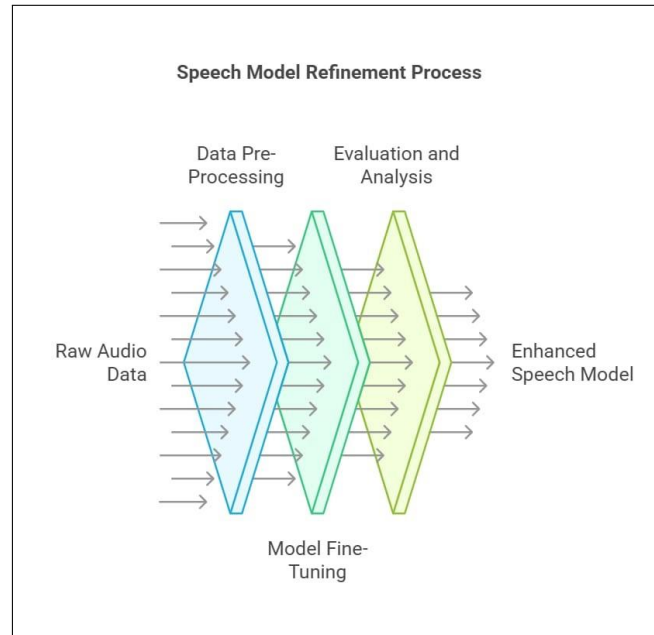 Speech Model Refinement Process
Data Pre-
Processing
Evaluation and
Analysis
Raw Audio
Data
Enhanced
Speech Model
Model Fine-
Tuning